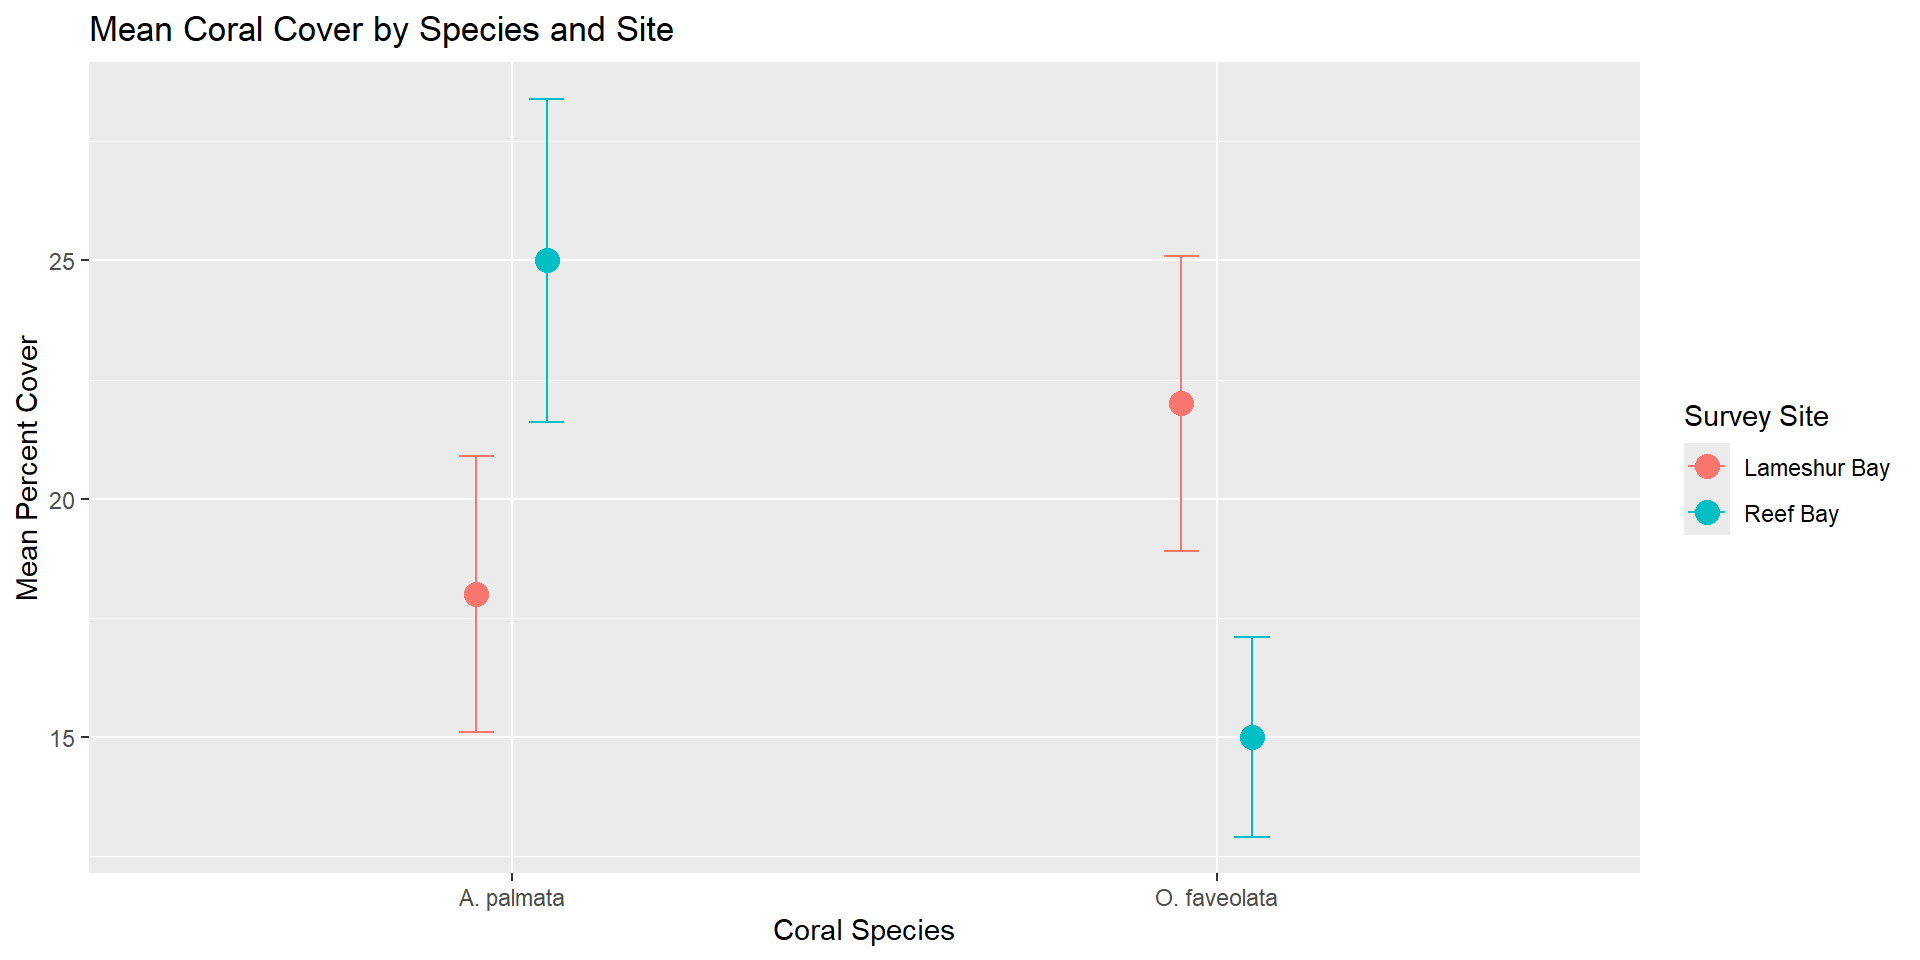 Mean Coral Cover by Species and Site
Mean Percent Cover
25
20
15
A. palmata
O. faveolata
Coral Species
Survey Site
Lameshur Bay
Reef Bay